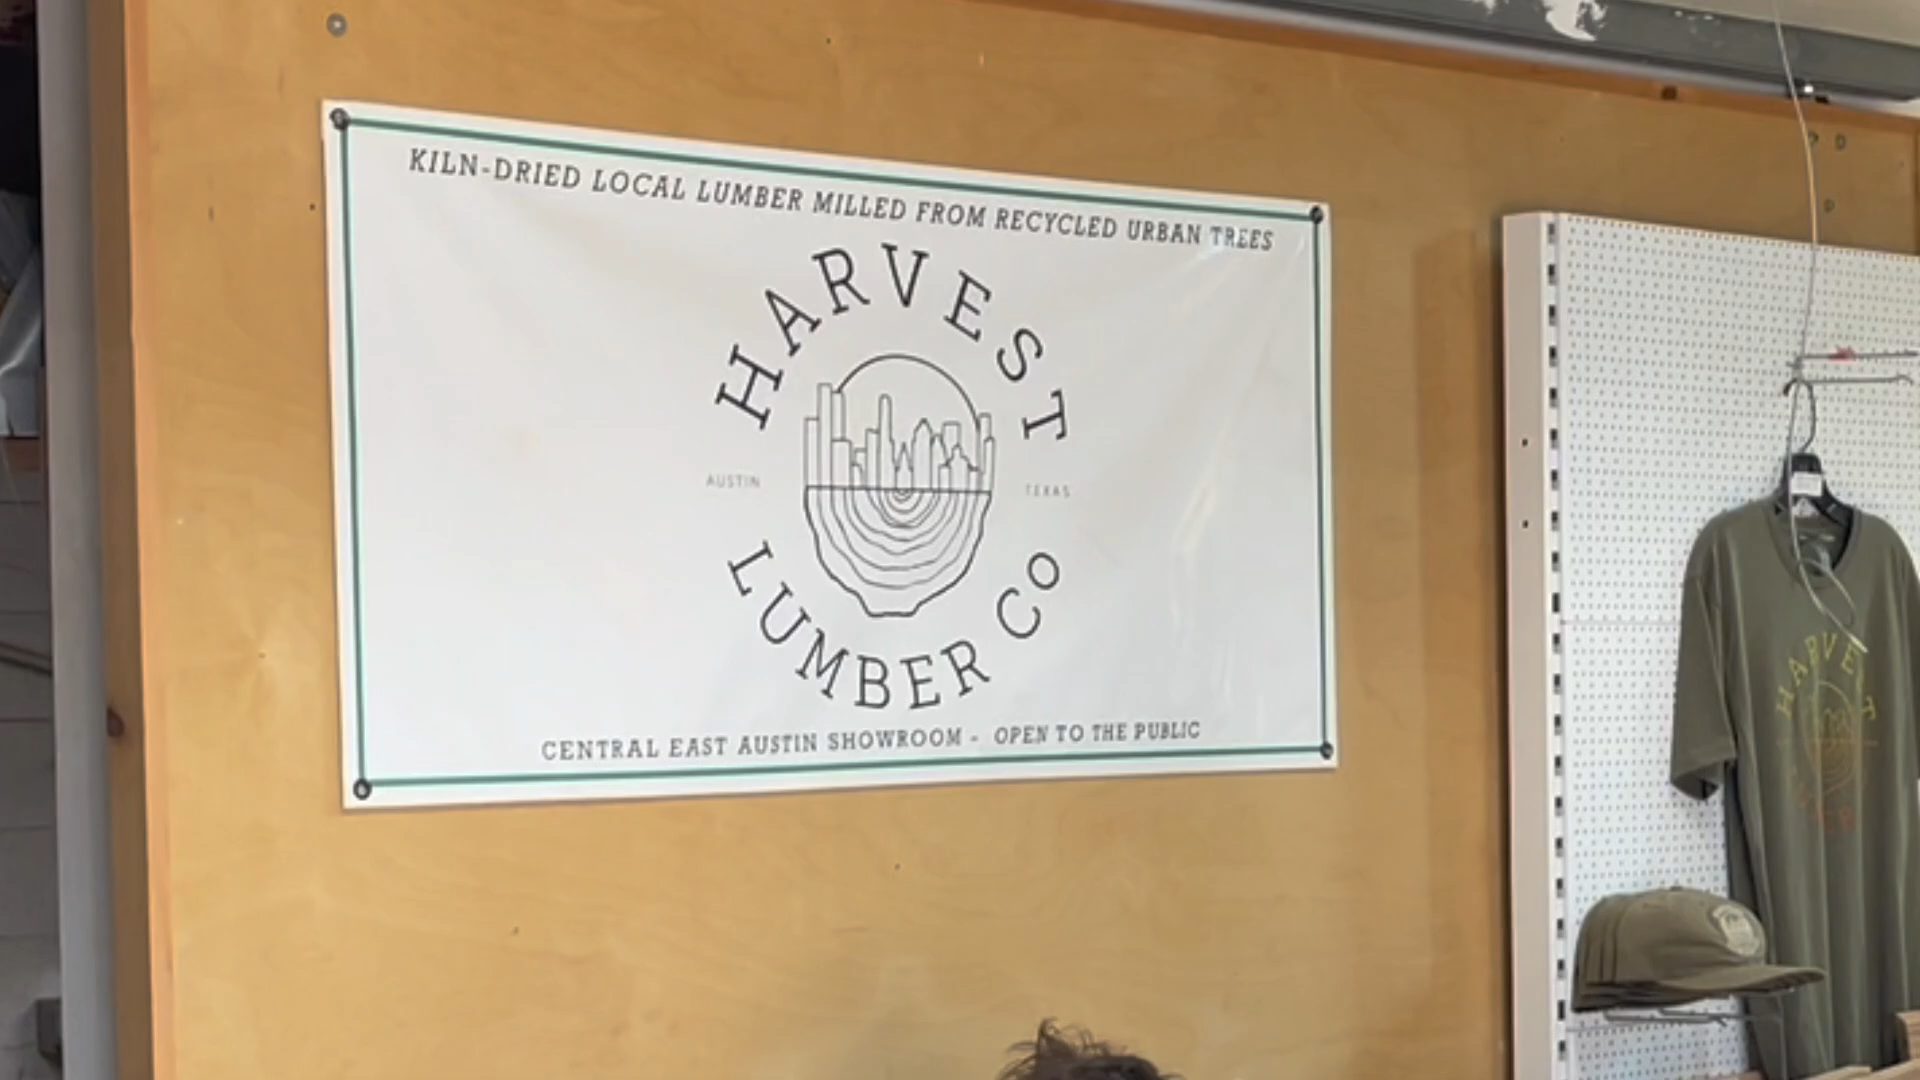 KILN-DRIED LOCAL LUMBER MILLED FROM RECYCLED URBAN TREES
HARVEST
AUSTIN TEXAS
LUMBER CO
CENTRAL EAST AUSTIN SHOWROOM - OPEN TO THE PUBLIC
HARVEST
LUMBER